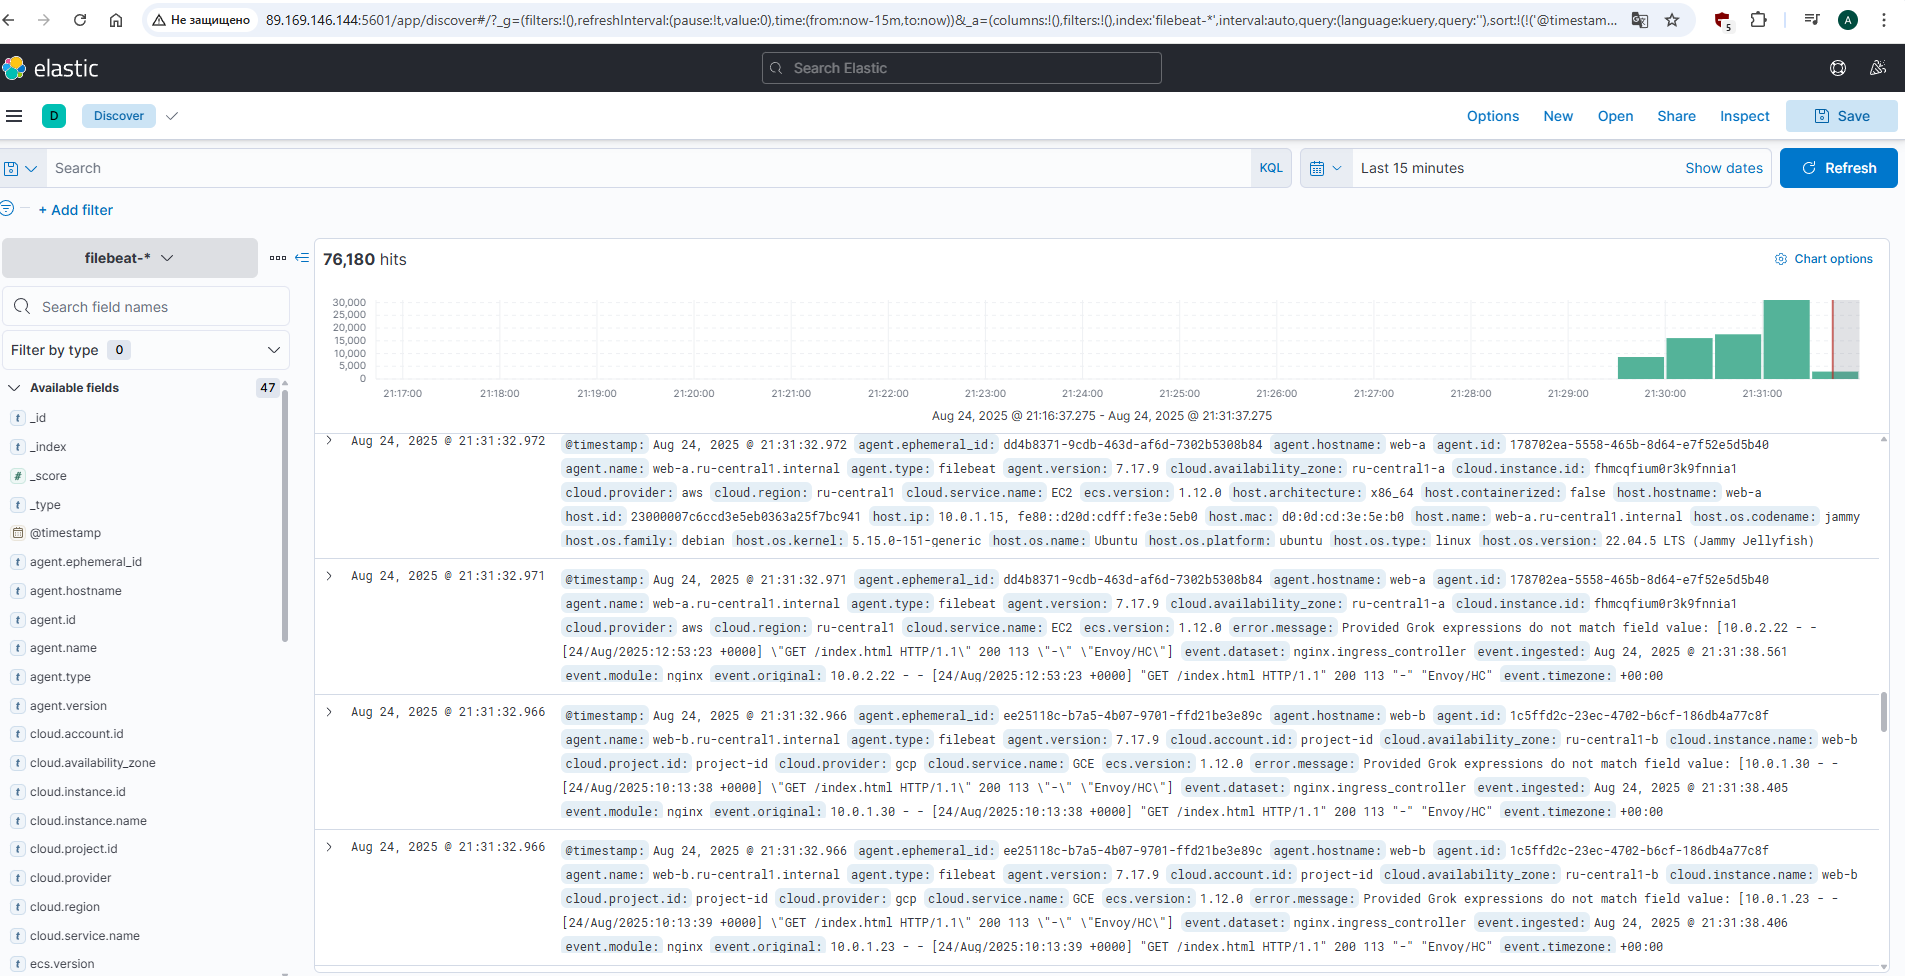 Не защищено 89.169.146.144:5601/app/discover#/?_g=(filters:!(),refreshInterval:(pause:!t,value:0),time:(from:now-15m,to:now))&_a=(columns:!(),filters:!(),index:'filebeat-*',interval:auto,query:(language:kuery,query:''),sort:!(!('@timestam... 5 A
elastic Search Elastic
D Discover Options New Open Share Inspect Save
Search KQL Last 15 minutes Show dates Refresh
+ Add filter
filebeat-* 76,180 hits Chart options
Search field names
Filter by type 0
Available fields 47
_id
_index
_score
_type
@timestamp
agent.ephemeral_id
agent.hostname
agent.id
agent.name
agent.type
agent.version
cloud.account.id
cloud.availability_zone
cloud.instance.id
cloud.instance.name
cloud.project.id
cloud.provider
cloud.region
cloud.service.name
ecs.version
30,000
25,000
20,000
15,000
10,000
5,000
0
21:17:00 21:18:00 21:19:00 21:20:00 21:21:00 21:22:00 21:23:00 21:24:00 21:25:00 21:26:00 21:27:00 21:28:00 21:29:00 21:30:00 21:31:00
Aug 24, 2025 @ 21:16:37.275 - Aug 24, 2025 @ 21:31:37.275
Aug 24, 2025 @ 21:31:32.972 @timestamp: Aug 24, 2025 @ 21:31:32.972 agent.ephemeral_id: dd4b8371-9cdb-463d-af6d-7302b5308b84 agent.hostname: web-a agent.id: 178702ea-5558-465b-8d64-e7f52e5d5b40
agent.name: web-a.ru-central1.internal agent.type: filebeat agent.version: 7.17.9 cloud.availability_zone: ru-central1-a cloud.instance.id: fhmcqfium0r3k9fnnia1
cloud.provider: aws cloud.region: ru-central1 cloud.service.name: EC2 ecs.version: 1.12.0 host.architecture: x86_64 host.containerized: false host.hostname: web-a
host.id: 23000007c6ccd3e5eb0363a25f7bc941 host.ip: 10.0.1.15, fe80::d20d:cdff:fe3e:5eb0 host.mac: d0:0d:cd:3e:5e:b0 host.name: web-a.ru-central1.internal host.os.codename: jammy
host.os.family: debian host.os.kernel: 5.15.0-151-generic host.os.name: Ubuntu host.os.platform: ubuntu host.os.type: linux host.os.version: 22.04.5 LTS (Jammy Jellyfish)
Aug 24, 2025 @ 21:31:32.971 @timestamp: Aug 24, 2025 @ 21:31:32.971 agent.ephemeral_id: dd4b8371-9cdb-463d-af6d-7302b5308b84 agent.hostname: web-a agent.id: 178702ea-5558-465b-8d64-e7f52e5d5b40
agent.name: web-a.ru-central1.internal agent.type: filebeat agent.version: 7.17.9 cloud.availability_zone: ru-central1-a cloud.instance.id: fhmcqfium0r3k9fnnia1
cloud.provider: aws cloud.region: ru-central1 cloud.service.name: EC2 ecs.version: 1.12.0 error.message: Provided Grok expressions do not match field value: [10.0.2.22 - -
[24/Aug/2025:12:53:23 +0000] \"GET /index.html HTTP/1.1\" 200 113 \"-\" \"Envoy/HC\"] event.dataset: nginx.ingress_controller event.ingested: Aug 24, 2025 @ 21:31:38.561
event.module: nginx event.original: 10.0.2.22 - - [24/Aug/2025:12:53:23 +0000] "GET /index.html HTTP/1.1" 200 113 "-" "Envoy/HC" event.timezone: +00:00
Aug 24, 2025 @ 21:31:32.966 @timestamp: Aug 24, 2025 @ 21:31:32.966 agent.ephemeral_id: ee25118c-b7a5-4b07-9701-ffd21be3e89c agent.hostname: web-b agent.id: 1c5ffd2c-23ec-4702-b6cf-186db4a77c8f
agent.name: web-b.ru-central1.internal agent.type: filebeat agent.version: 7.17.9 cloud.account.id: project-id cloud.availability_zone: ru-central1-b cloud.instance.name: web-b
cloud.project.id: project-id cloud.provider: gcp cloud.service.name: GCE ecs.version: 1.12.0 error.message: Provided Grok expressions do not match field value: [10.0.1.30 - -
[24/Aug/2025:10:13:38 +0000] \"GET /index.html HTTP/1.1\" 200 113 \"-\" \"Envoy/HC\"] event.dataset: nginx.ingress_controller event.ingested: Aug 24, 2025 @ 21:31:38.405
event.module: nginx event.original: 10.0.1.30 - - [24/Aug/2025:10:13:38 +0000] "GET /index.html HTTP/1.1" 200 113 "-" "Envoy/HC" event.timezone: +00:00
Aug 24, 2025 @ 21:31:32.966 @timestamp: Aug 24, 2025 @ 21:31:32.966 agent.ephemeral_id: ee25118c-b7a5-4b07-9701-ffd21be3e89c agent.hostname: web-b agent.id: 1c5ffd2c-23ec-4702-b6cf-186db4a77c8f
agent.name: web-b.ru-central1.internal agent.type: filebeat agent.version: 7.17.9 cloud.account.id: project-id cloud.availability_zone: ru-central1-b cloud.instance.name: web-b
cloud.project.id: project-id cloud.provider: gcp cloud.service.name: GCE ecs.version: 1.12.0 error.message: Provided Grok expressions do not match field value: [10.0.1.23 - -
[24/Aug/2025:10:13:39 +0000] \"GET /index.html HTTP/1.1\" 200 113 \"-\" \"Envoy/HC\"] event.dataset: nginx.ingress_controller event.ingested: Aug 24, 2025 @ 21:31:38.406
event.module: nginx event.original: 10.0.1.23 - - [24/Aug/2025:10:13:39 +0000] "GET /index.html HTTP/1.1" 200 113 "-" "Envoy/HC" event.timezone: +00:00